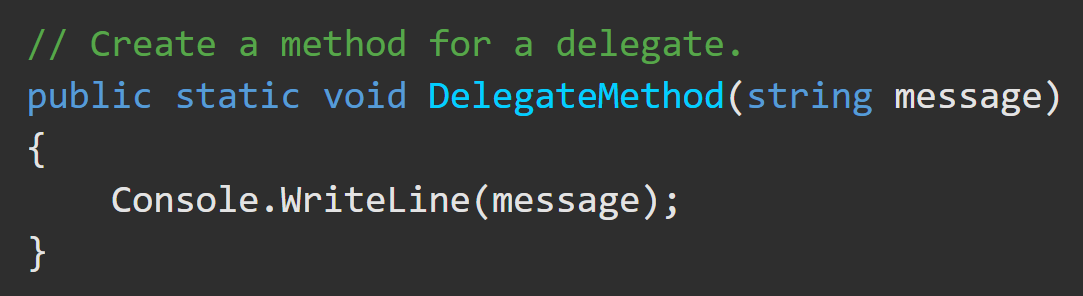 // Create a method for a delegate.
public static void DelegateMethod(string message)
{
    Console.WriteLine(message);
}